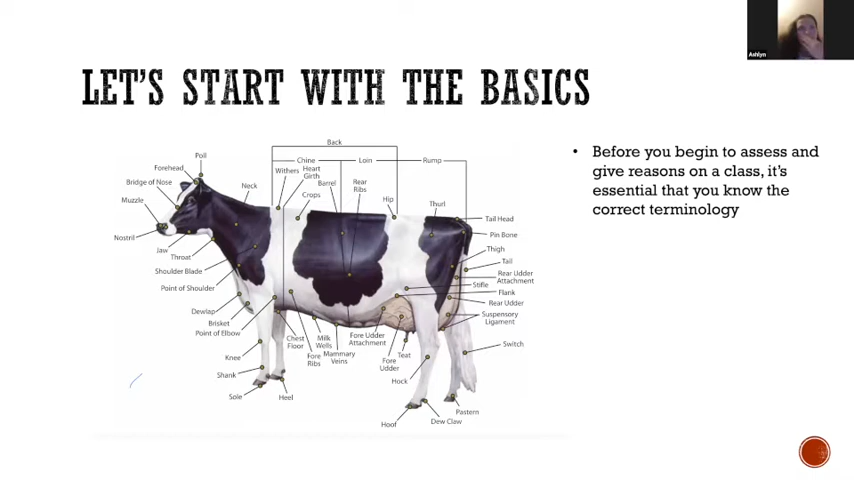 Ashlyn
LET'S START WITH THE BASICS
• Before you begin to assess and
give reasons on a class, it's
essential that you know the
correct terminology
Back
Chine
Loin
Rump
Poll
Forehead
Bridge of Nose
Muzzle
Nostril
Jaw
Throat
Neck
Withers
Heart
Girth
Crops
Barrel
Rear
Ribs
Hip
Thurl
Tail Head
Pin Bone
Thigh
Tail
Rear Udder
Attachment
Stifle
Flank
Rear Udder
Suspensory
Ligament
Switch
Shoulder Blade
Point of Shoulder
Dewlap
Brisket
Point of Elbow
Knee
Shank
Sole
Heel
Chest
Floor
Fore
Ribs
Milk
Wells
Mammary
Veins
Fore Udder
Attachment
Fore
Udder
Teat
Hock
Hoof
Dew Claw
Pastern